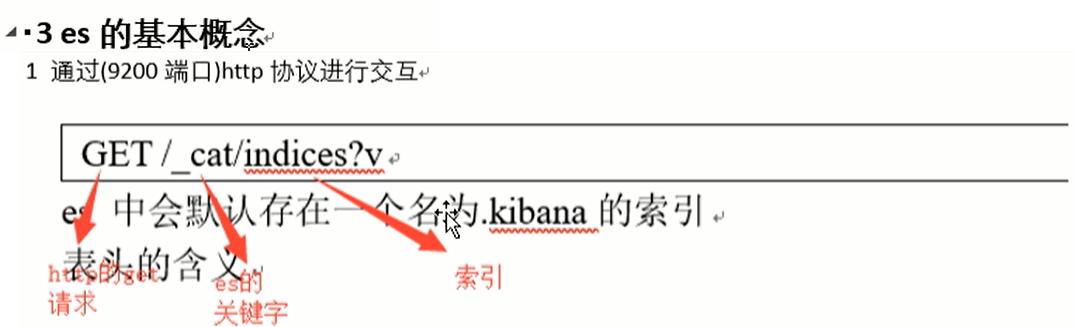 3 es 的基本概念
1 通过(9200 端口)http 协议进行交互
GET /_cat/indices?v
es 中会默认存在一个名为.kibana 的索引
表头的含义
http的get
请求
es的
关键字
索引